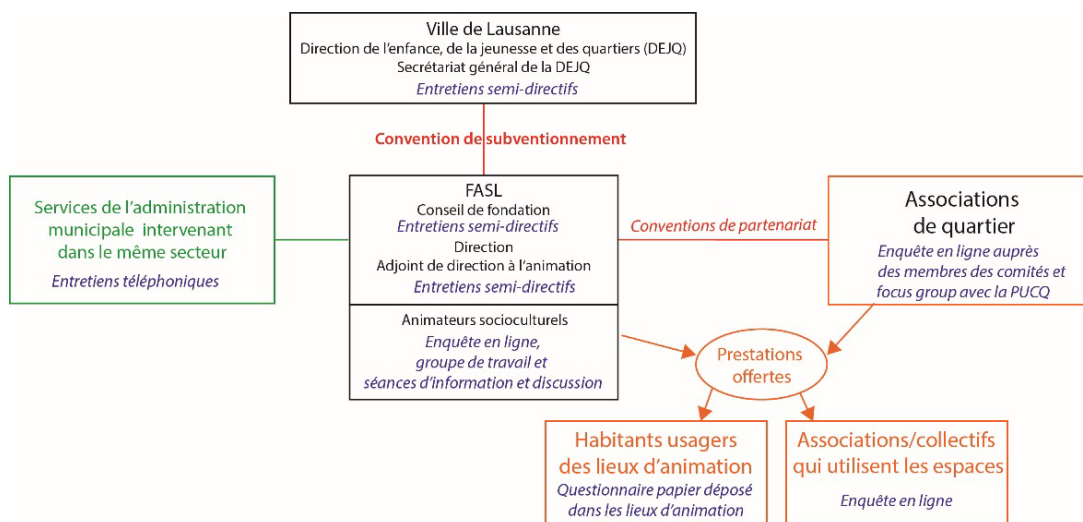 Ville de Lausanne
Direction de l'enfance, de la jeunesse et des quartiers (DEJQ)
Secrétariat général de la DEJQ
Entretiens semi-directifs
Convention de subventionnement
Services de l'administration
municipale intervenant
dans le même secteur
Entretiens téléphoniques
FASL
Conseil de fondation
Entretiens semi-directifs
Direction
Adjoint de direction à l'animation
Entretiens semi-directifs
Animateurs socioculturels
Enquête en ligne,
groupe de travail et
séances d'information et discussion
Conventions de partenariat
Associations
de quartier
Enquête en ligne auprès
des membres des comités et
focus group avec la PUCQ
Prestations
offertes
Habitants usagers
des lieux d'animation
Questionnaire papier déposé
dans les lieux d'animation
Associations/collectifs
qui utilisent les espaces
Enquête en ligne